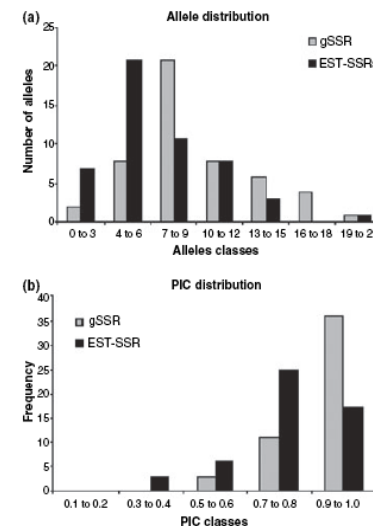 (a) Allele distribution
gSSR
EST-SSRs
Number of alleles
25
20
15
10
5
0
0 to 3 4 to 6 7 to 9 10 to 12 13 to 15 16 to 18 19 to 2
Alleles classes
(b) PIC distribution
gSSR
EST-SSR
Frequency
40
35
30
25
20
15
10
5
0
0.1 to 0.2 0.3 to 0.4 0.5 to 0.6 0.7 to 0.8 0.9 to 1.0
PIC classes